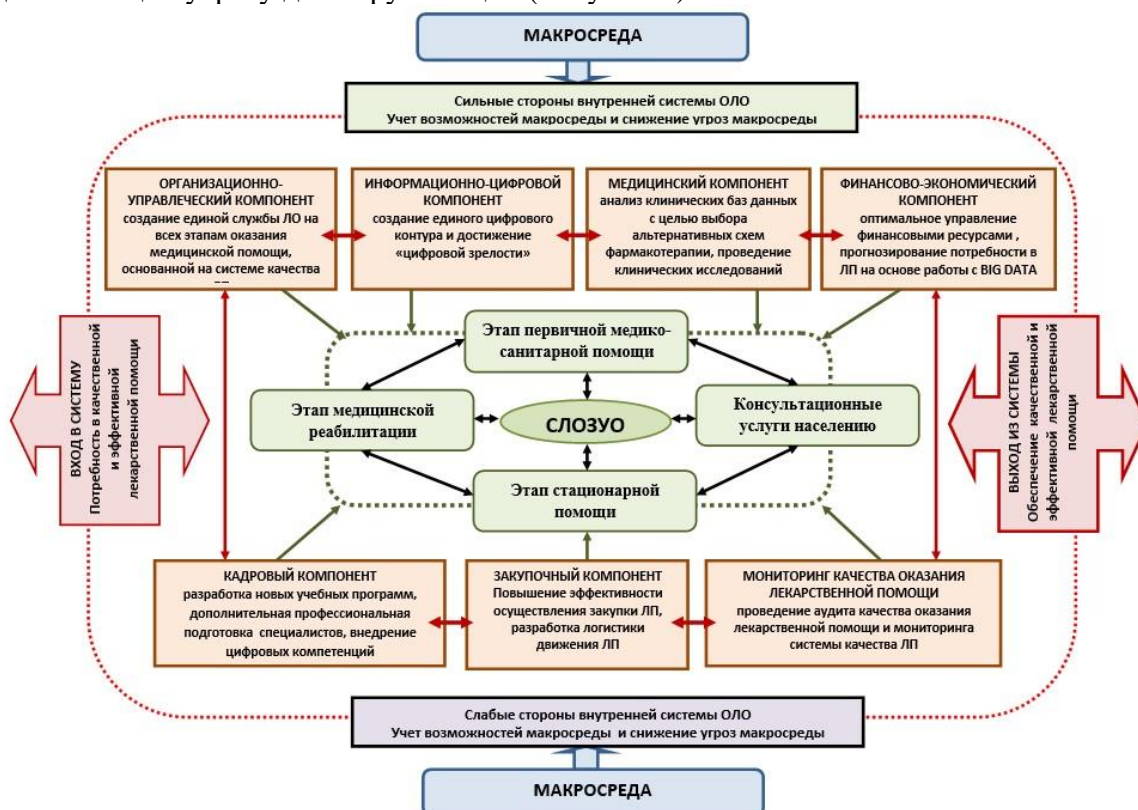 МАКРОСРЕДА
Сильные стороны внутренней системы ОЛО
Учет возможностей макросреды и снижение угроз макросреды
ОРГАНИЗАЦИОННО-
УПРАВЛЕЧЕСКИЙ КОМПОНЕНТ
создание единой службы ЛО на
всех этапам оказания
медицинской помощи,
основанной на системе качества
ИНФОРМАЦИОННО-ЦИФРОВОЙ
КОМПОНЕНТ
создание единого цифрового
контура и достижение
«цифровой зрелости»
МЕДИЦИНСКИЙ КОМПОНЕНТ
анализ клинических баз данных
с целью выбора
альтернативных схем
фармакотерапии, проведение
клинических исследований
ФИНАНСОВО-ЭКОНОМИЧЕСКИЙ
КОМПОНЕНТ
оптимальное управление
финансовыми ресурсами ,
прогнозирование потребности в
ЛП на основе работы с BIG DATA
ВХОД В СИСТЕМУ
Потребность в качественной
и эффективной
лекарственной помощи
Этап первичной медико-
санитарной помощи
Этап медицинской
реабилитации
СЛОЗУО
Консультационные
услуги населению
Этап стационарной
помощи
ВЫХОД ИЗ СИСТЕМЫ
Обеспечение качественной и
эффективной лекарственной
помощи
КАДРОВЫЙ КОМПОНЕНТ
разработка новых учебных программ,
дополнительная профессиональная
подготовка специалистов, внедрение
цифровых компетенций
ЗАКУПОЧНЫЙ КОМПОНЕНТ
Повышение эффективности
осуществления закупки ЛП,
разработка логистики
движения ЛП
МОНИТОРИНГ КАЧЕСТВА ОКАЗАНИЯ
ЛЕКАРСТВЕННОЙ ПОМОЩИ
проведение аудита качества оказания
лекарственной помощи и мониторинга
системы качества ЛП
Слабые стороны внутренней системы ОЛО
Учет возможностей макросреды и снижение угроз макросреды
МАКРОСРЕДА